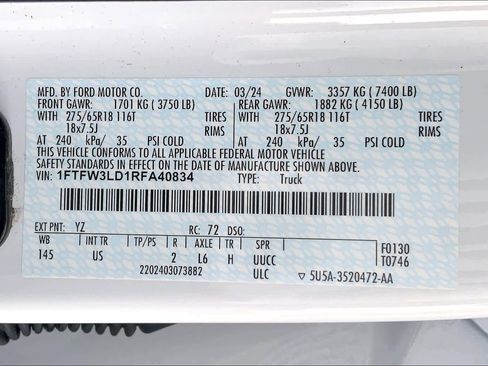 MFD. BY FORD MOTOR CO. 03/24 GVWR: 3357 KG ( 7400 LB)
FRONT GAWR: 1701 KG ( 3750 LB) REAR GAWR: 1882 KG ( 4150 LB)
WITH 275/65R18 116T TIRES WITH 275/65R18 116T TIRES
18x7.5J RIMS 18x7.5J RIMS
AT 240 kPa/ 35 PSI COLD AT 240 kPa/ 35 PSI COLD
THIS VEHICLE CONFORMS TO ALL APPLICABLE FEDERAL MOTOR VEHICLE
SAFETY STANDARDS IN EFFECT ON THE DATE OF MANUFACTURE SHOWN ABOVE.
VIN: 1FTFW3LD1RFA40834 TYPE: Truck
EXT PNT: YZ RC: 72 DSO:
WB INT TR TP/PS R AXLE TR SPR F0130
145 US 2 L6 H UUCC T0746
2202403073882 ULC ▽ 5U5A-3520472-AA